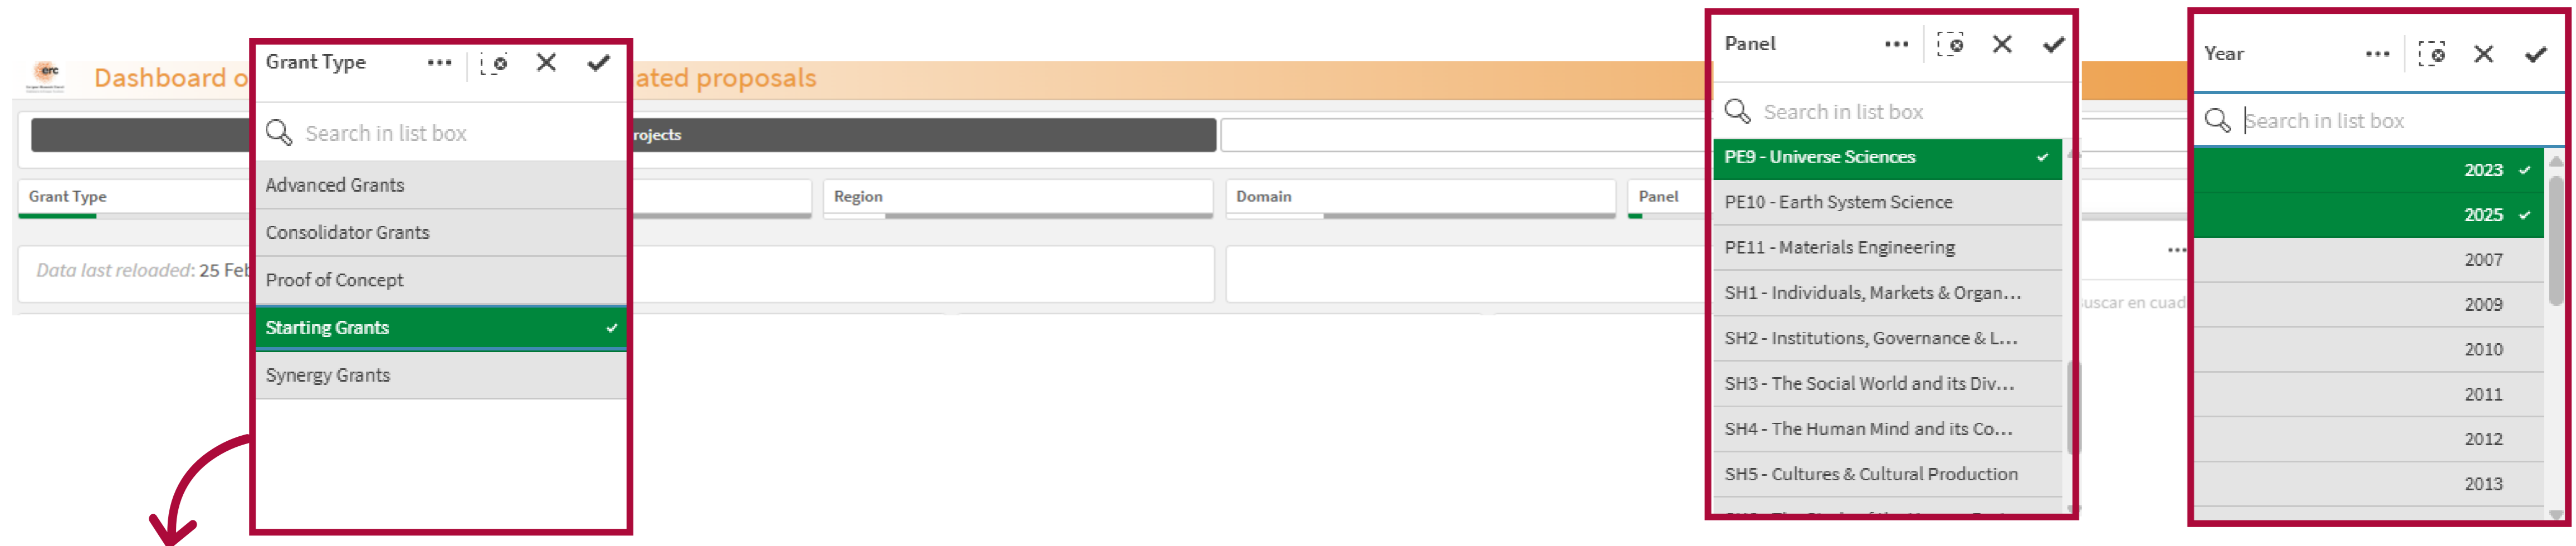 erc
Dashboard o
ated proposals
rojects
Grant Type
Region
Domain
Panel
Data last reloaded: 25 Feb
Grant Type
Search in list box
Advanced Grants
Consolidator Grants
Proof of Concept
Starting Grants
Synergy Grants
Panel
Search in list box
PE9 - Universe Sciences
PE10 - Earth System Science
PE11 - Materials Engineering
SH1 - Individuals, Markets & Organ...
SH2 - Institutions, Governance & L...
SH3 - The Social World and its Div...
SH4 - The Human Mind and its Co...
SH5 - Cultures & Cultural Production
uscar en cuad
Year
Search in list box
2023
2025
2007
2009
2010
2011
2012
2013